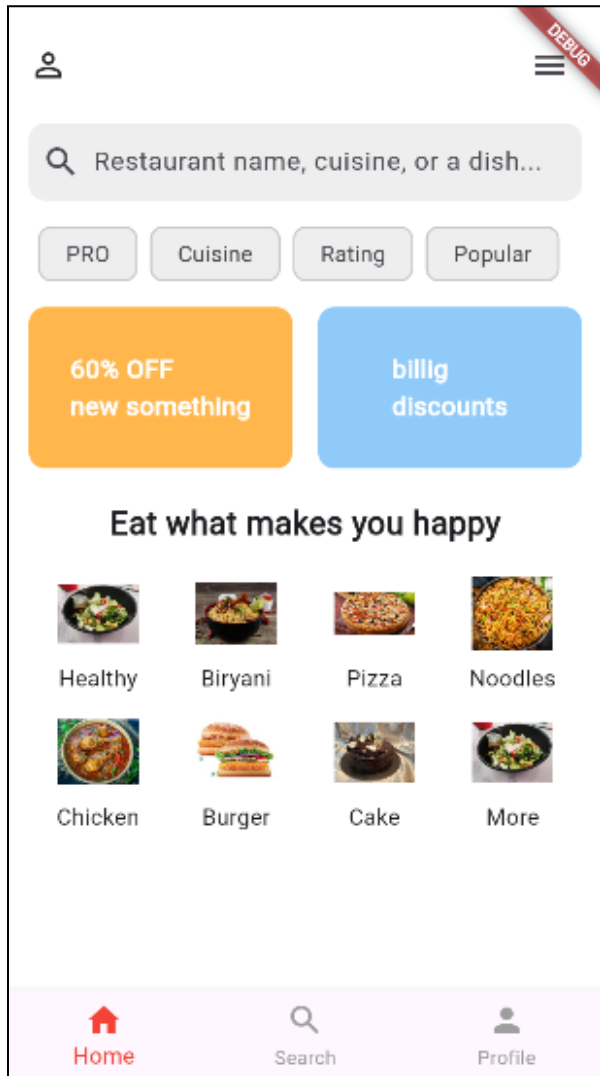 DEBUG
Restaurant name, cuisine, or a dish...
PRO Cuisine Rating Popular
60% OFF
new something
billig
discounts
Eat what makes you happy
Healthy Biryani Pizza Noodles
Chicken Burger Cake More
Home Search Profile